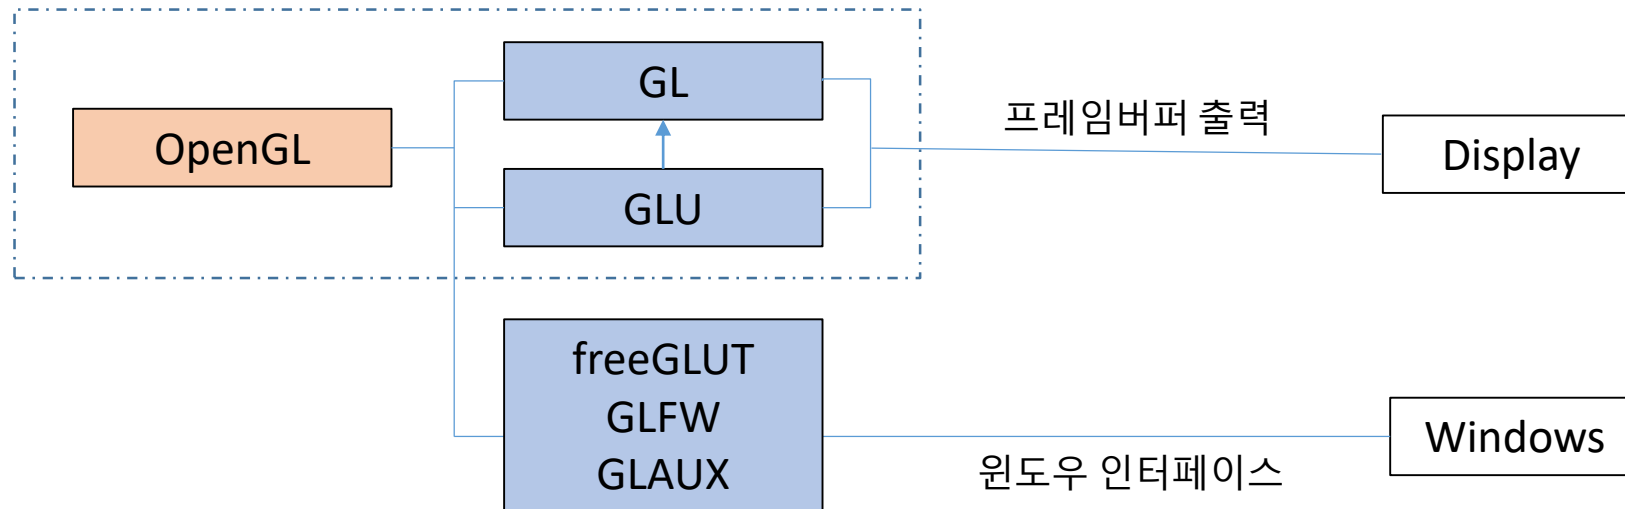 GL
프레임버퍼 출력
OpenGL
Display
GLU
freeGLUT
GLFW
Windows
GLAUX
윈도우 인터페이스